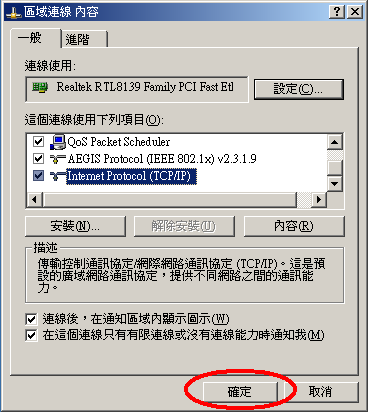 區域連線 內容
一般
進階
連線使用:
Realtek RTL8139 Family PCI Fast Etl
設定(C)...
這個連線使用下列項目(O):
QoS Packet Scheduler
AEGIS Protocol (IEEE 802.1x) v2.3.1.9
Internet Protocol (TCP/IP)
安裝(N)...
解除安裝(U)
內容(R)
描述
傳輸控制通訊協定/網際網路通訊協定 (TCP/IP)。這是預
設的廣域網路通訊協定，提供不同網路之間的通訊能
力。
連線後，在通知區域內顯示圖示(W)
在這個連線只有有限連線或沒有連線能力時通知我(M)
確定
取消